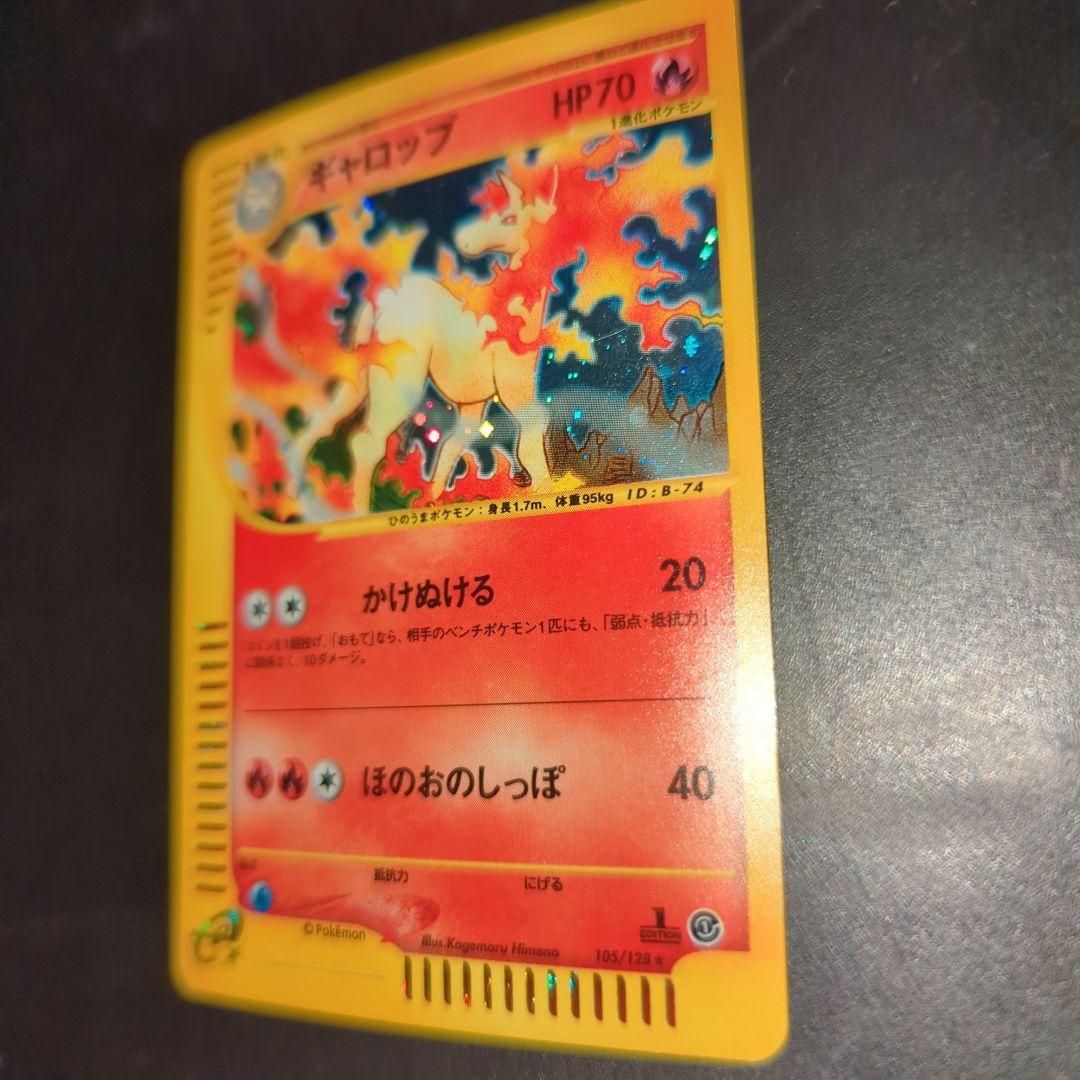 ギャロップ
HP70
1進化ポケモン
ひのうまポケモン：身長1.7m、体重95kg ID：B-74
かけぬける 20
コインを1回投げ、「おもて」なら、相手のベンチポケモン1匹にも、「弱点・抵抗力」
に関係なく、10ダメージ。
ほのおのしっぽ 40
抵抗力
にげる
1
EDITION
© Pokémon
Illus.Kagemaru Himeno
105/128★